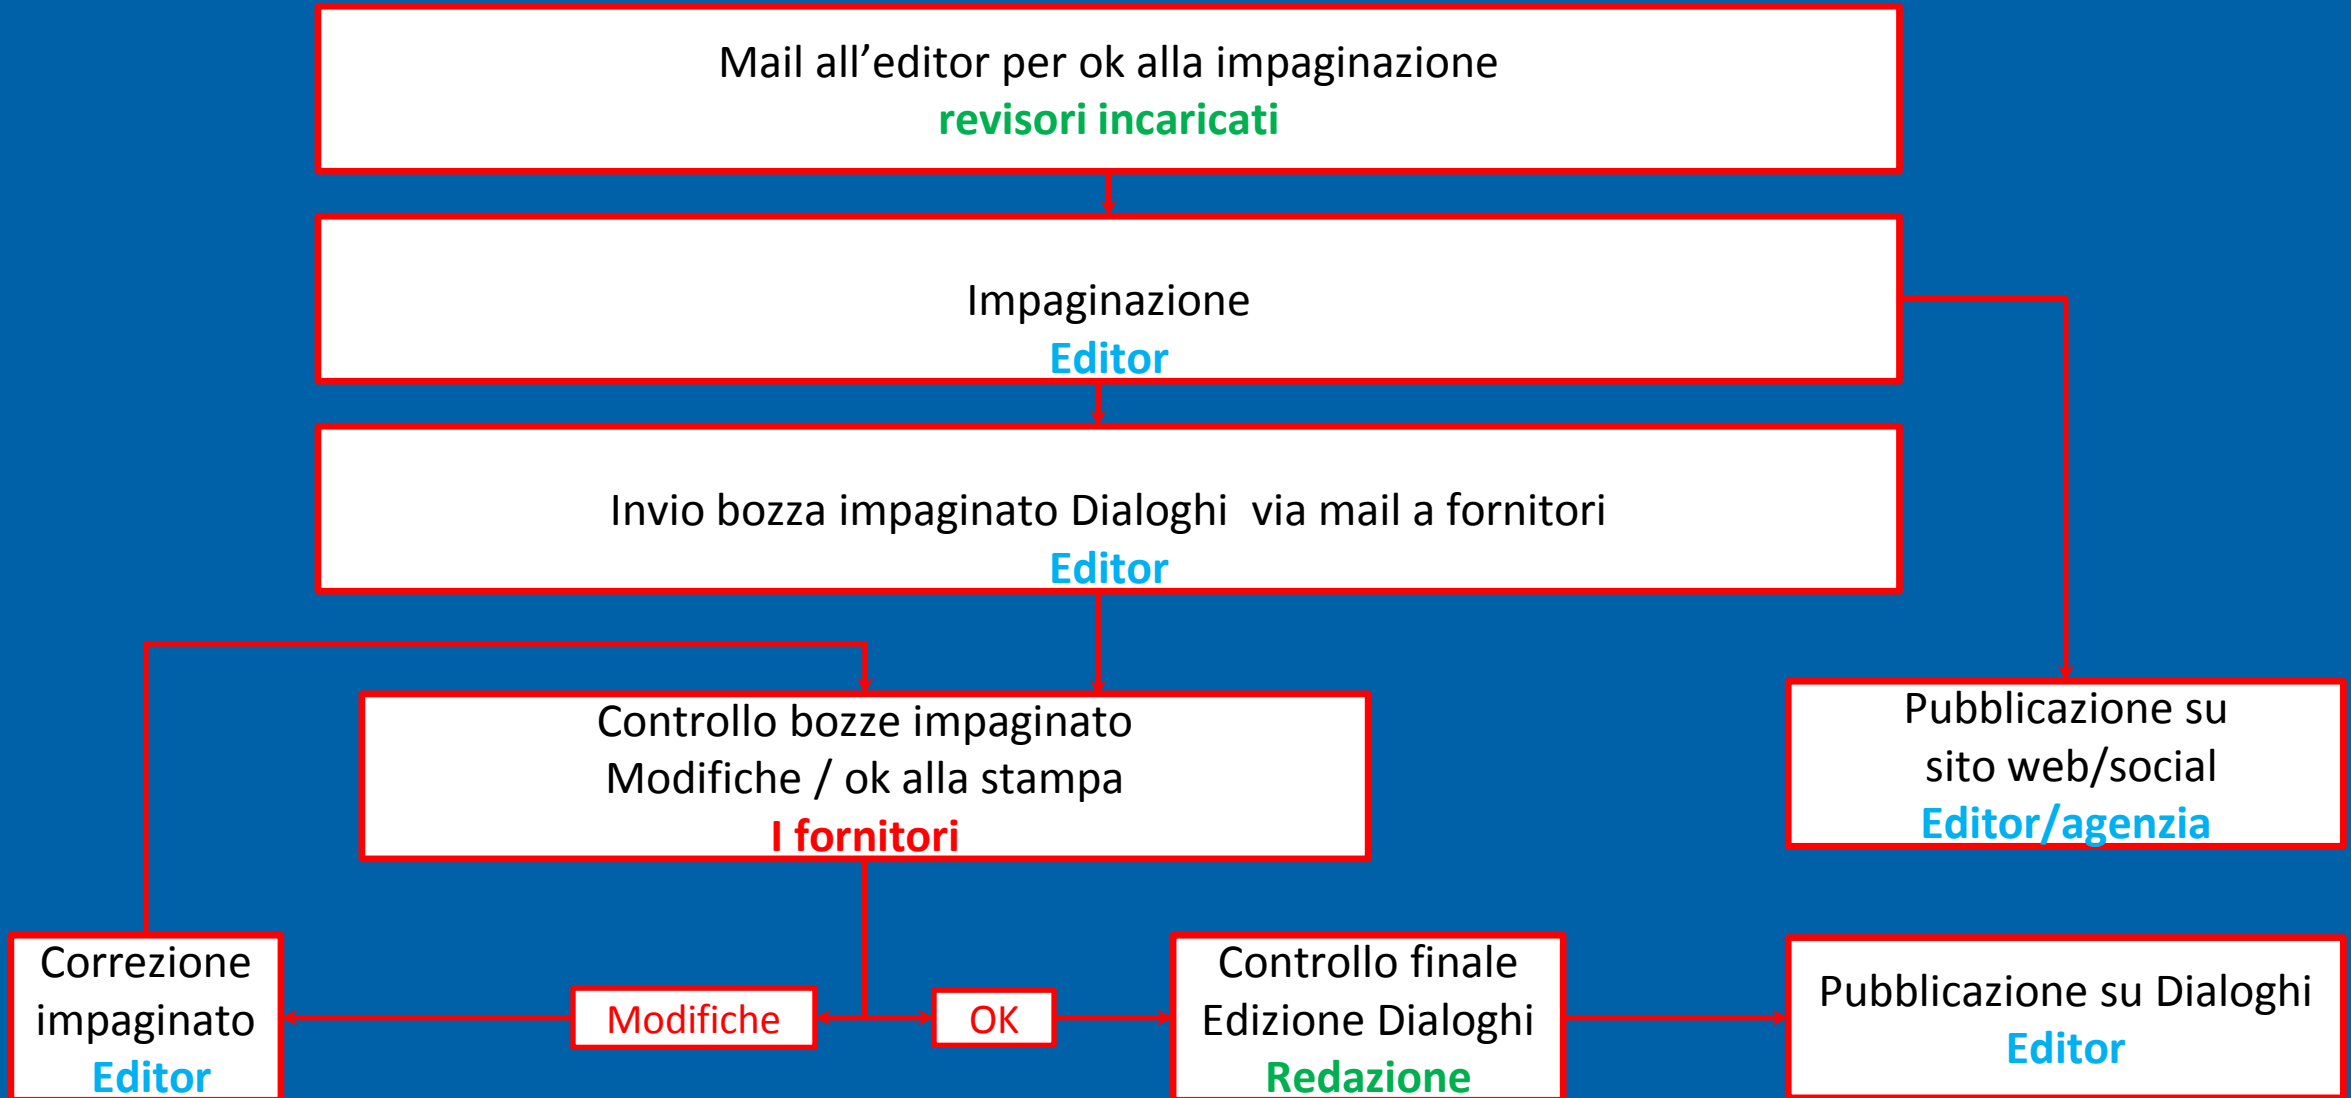 Mail all’editor per ok alla impaginazione
revisori incaricati
Impaginazione
Editor
Invio bozza impaginato Dialoghi  via mail a fornitori
Editor
Controllo bozze impaginato
Modifiche / ok alla stampa
I fornitori
Pubblicazione su
sito web/social
Editor/agenzia
Correzione
impaginato
Editor
Modifiche
OK
Controllo finale
Edizione Dialoghi
Redazione
Pubblicazione su Dialoghi
Editor